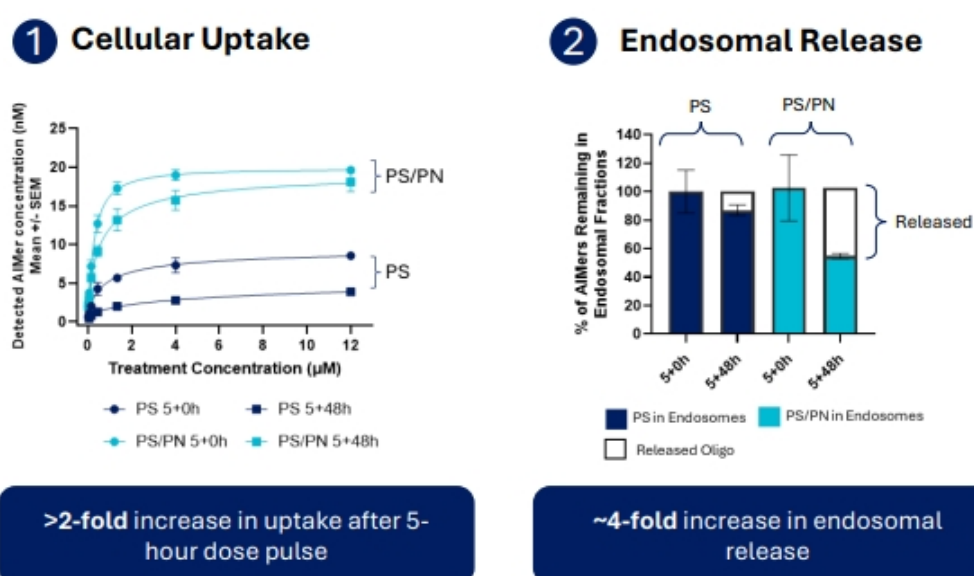 1 Cellular Uptake
Detected AIMer concentration (nM)
Mean +/- SEM
25
20
15
10
5
0
PS/PN
PS
0 2 4 6 8 10 12
Treatment Concentration (µM)
PS 5+0h PS 5+48h
PS/PN 5+0h PS/PN 5+48h
>2-fold increase in uptake after 5-
hour dose pulse
2 Endosomal Release
PS PS/PN
% of AIMers Remaining in
Endosomal Fractions
140
120
100
80
60
40
20
0
Released
5+0h 5+48h 5+0h 5+48h
PS in Endosomes PS/PN in Endosomes
Released Oligo
~4-fold increase in endosomal
release